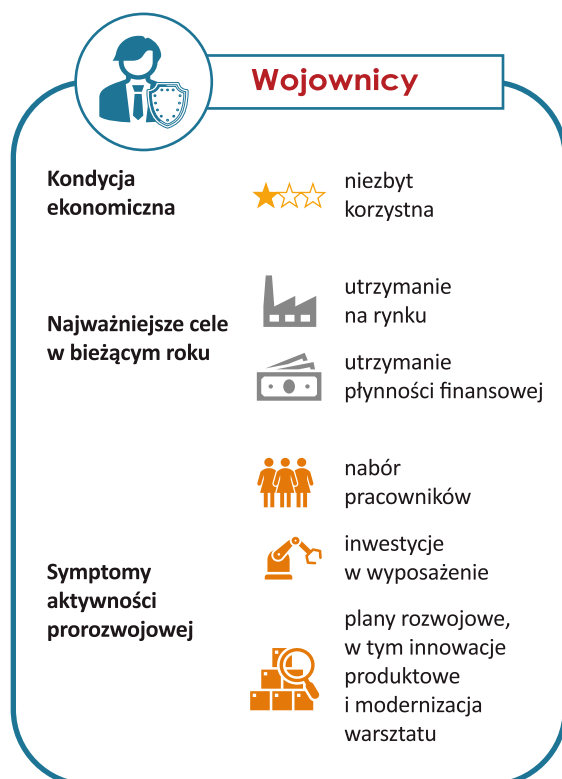 Wojownicy
Kondycja
ekonomiczna
niezbyt
korzystna
Najważniejsze cele
w bieżącym roku
utrzymanie
na rynku
utrzymanie
płynności finansowej
Symptomy
aktywności
prorozwojowej
nabór
pracowników
inwestycje
w wyposażenie
plany rozwojowe,
w tym innowacje
produktowe
i modernizacja
warsztatu